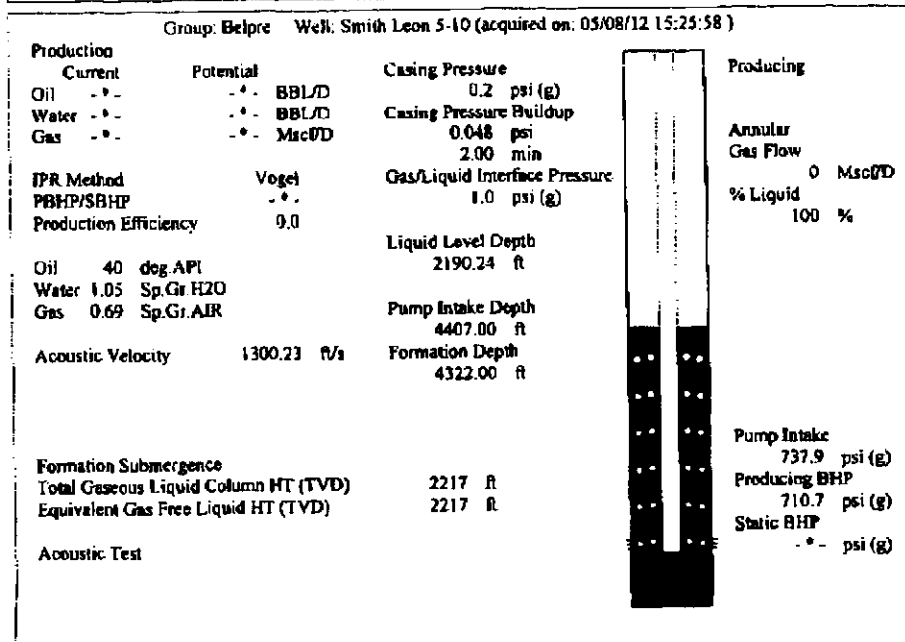 Group: Belpre Well: Smith Leon 5-10 (acquired on: 05/08/12 15:25:58 )
Production
Current Potential
Oil - * - - * - BBL/D
Water - * - - * - BBL/D
Gas - * - - * - Mscf/D
IPR Method Vogel
PBHP/SBHP - * -
Production Efficiency 0.0
Oil 40 deg.API
Water 1.05 Sp.Gr.H2O
Gas 0.69 Sp.Gr.AIR
Acoustic Velocity 1300.23 ft/s
Formation Submergence
Total Gaseous Liquid Column HT (TVD) 2217 ft
Equivalent Gas Free Liquid HT (TVD) 2217 ft
Acoustic Test
Casing Pressure
0.2 psi (g)
Casing Pressure Buildup
0.048 psi
2.00 min
Gas/Liquid Interface Pressure
1.0 psi (g)
Liquid Level Depth
2190.24 ft
Pump Intake Depth
4407.00 ft
Formation Depth
4322.00 ft
Producing
Annular
Gas Flow
0 Mscf/D
% Liquid
100 %
Pump Intake
737.9 psi (g)
Producing BHP
710.7 psi (g)
Static BHP
- * - psi (g)